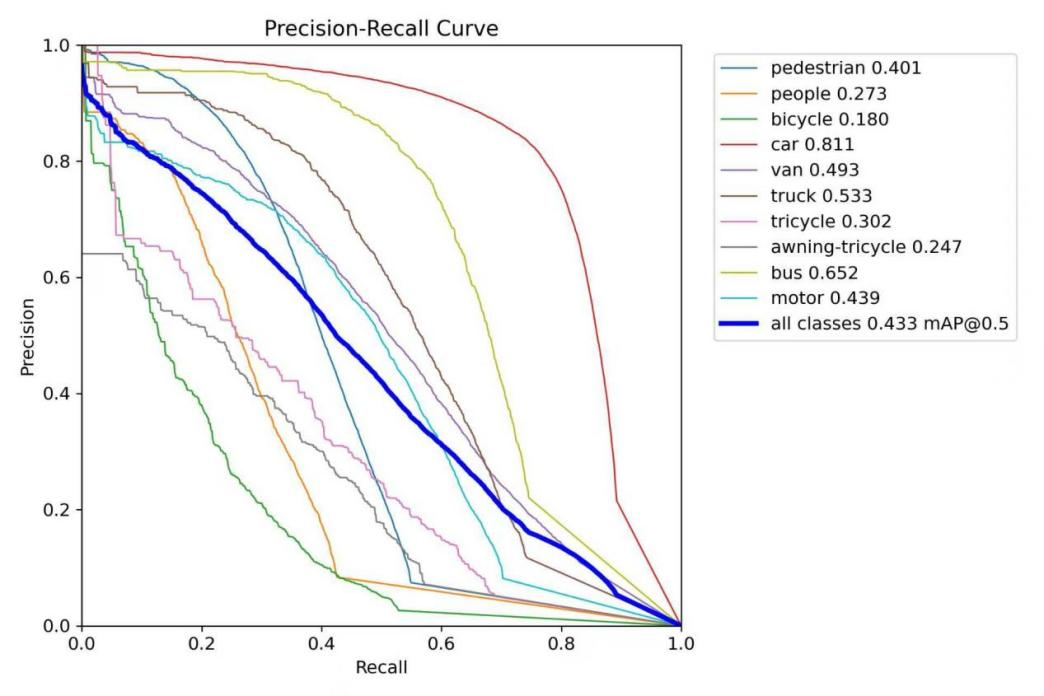 Precision-Recall Curve
1.0
0.8
0.6
0.4
0.2
0.0
Precision
0.0 0.2 0.4 0.6 0.8 1.0
Recall
pedestrian 0.401
people 0.273
bicycle 0.180
car 0.811
van 0.493
truck 0.533
tricycle 0.302
awning-tricycle 0.247
bus 0.652
motor 0.439
all classes 0.433 mAP@0.5